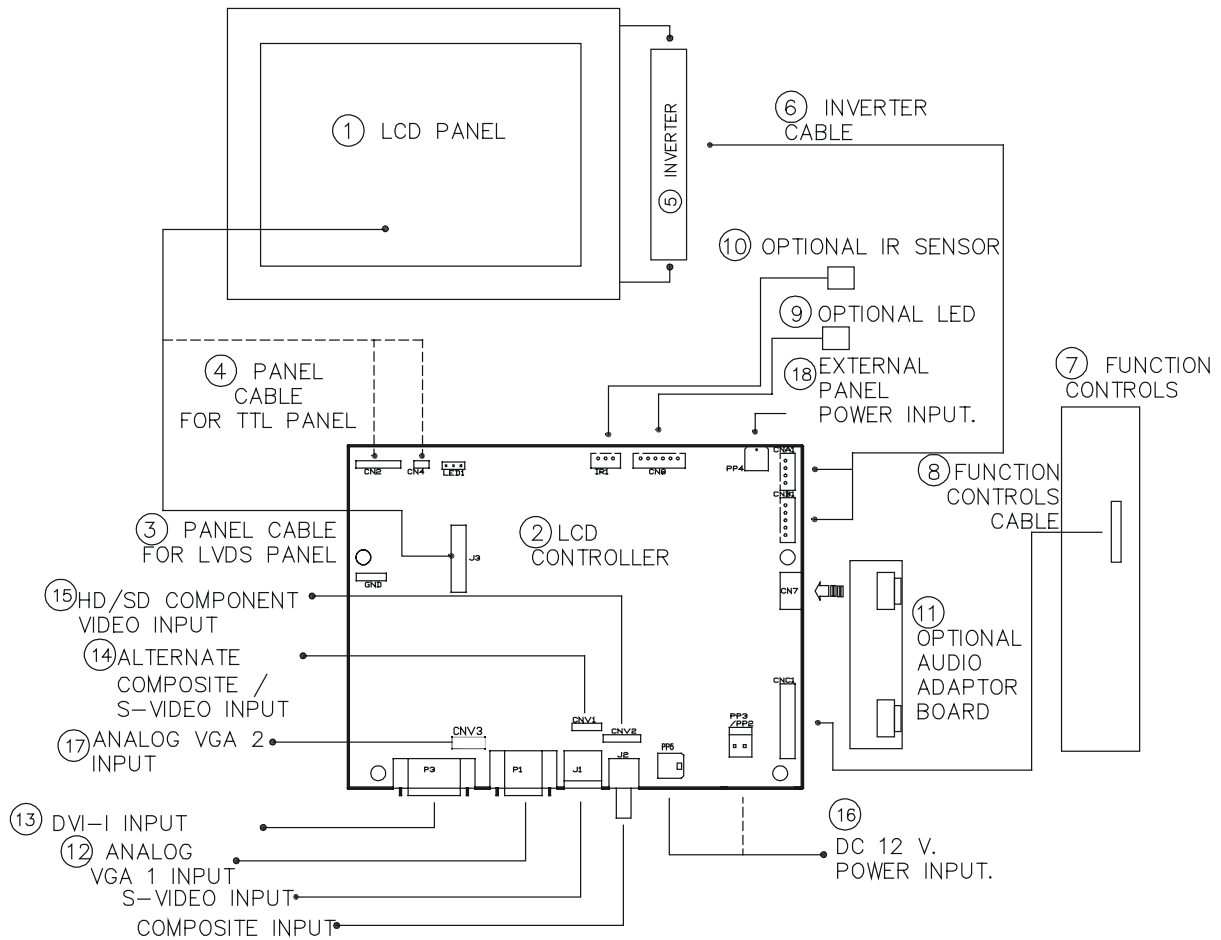 1 LCD PANEL
5 INVERTER
6 INVERTER
CABLE
10 OPTIONAL IR SENSOR
9 OPTIONAL LED
18 EXTERNAL
PANEL
POWER INPUT.
7 FUNCTION
CONTROLS
4 PANEL
CABLE
FOR TTL PANEL
CN2
CN4
LED1
IR1
CN9
PP4
CNA1
CNB1
8 FUNCTION
CONTROLS
CABLE
3 PANEL CABLE
FOR LVDS PANEL
2 LCD
CONTROLLER
J3
GND
CN7
15 HD/SD COMPONENT
VIDEO INPUT
14 ALTERNATE
COMPOSITE /
S-VIDEO INPUT
11
OPTIONAL
AUDIO
ADAPTOR
BOARD
CNC1
17 ANALOG VGA 2
INPUT
CNV3
CNV1
CNV2
PP3
/PP2
P3
P1
J1
J2
PP5
13 DVI-I INPUT
12 ANALOG
VGA 1 INPUT
S-VIDEO INPUT
COMPOSITE INPUT
16
DC 12 V.
POWER INPUT.